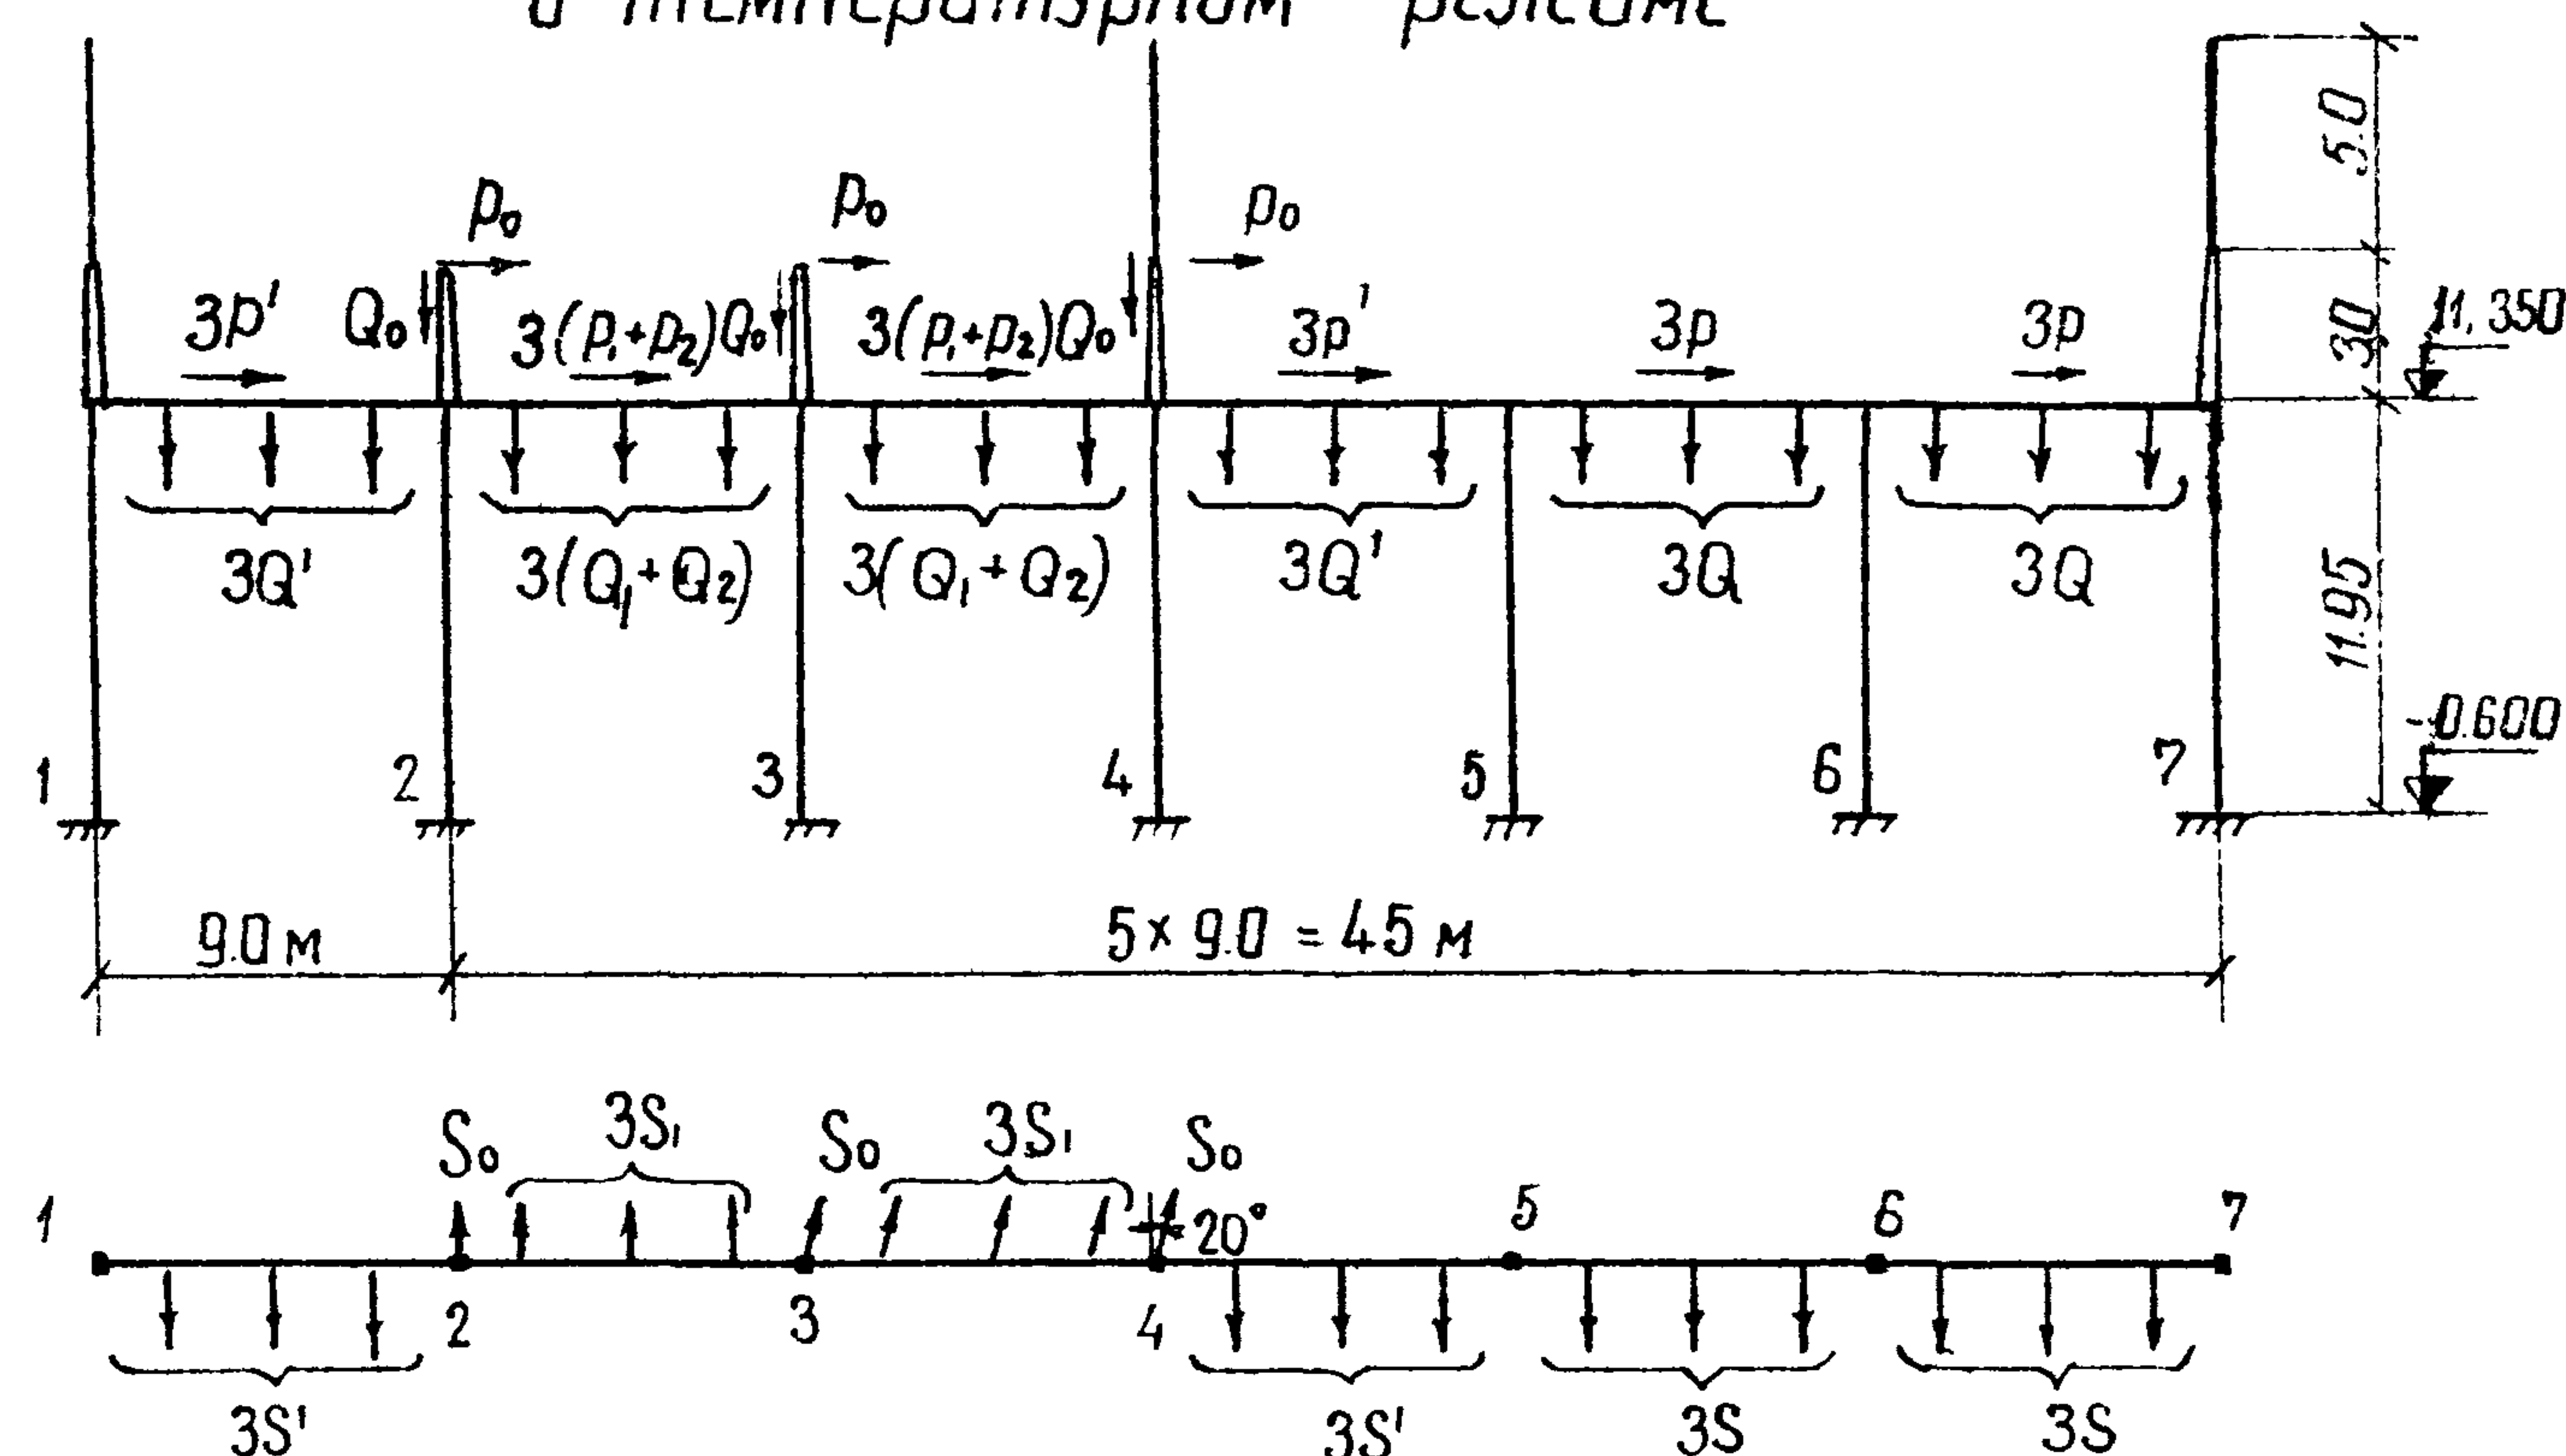 в температурном режиме
5.0
p₀ p₀ p₀
3p' Q₀ 3(p₁+p₂)Q₀ 3(p₁+p₂)Q₀ 3p' 3p 3p
30 11,350
3Q' 3(Q₁+Q₂) 3(Q₁+Q₂) 3Q' 3Q 3Q
11.95
-0.600
1 2 3 4 5 6 7
9.0 м 5×9.0 = 45 м
S₀ 3S₁ S₀ 3S₁ S₀
1 20° 5 6 7
2 3 4
3S' 3S' 3S 3S